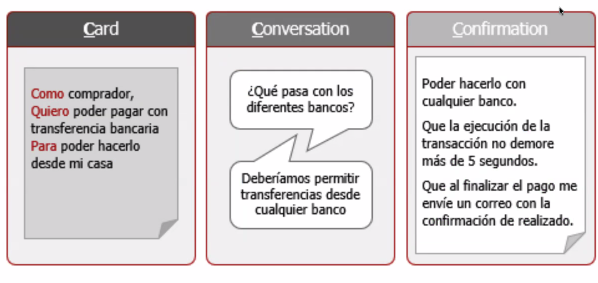 Card
Como comprador,
Quiero poder pagar con
transferencia bancaria
Para poder hacerlo
desde mi casa
Conversation
¿Qué pasa con los
diferentes bancos?
Deberíamos permitir
transferencias desde
cualquier banco
Confirmation
Poder hacerlo con
cualquier banco.
Que la ejecución de la
transacción no demore
más de 5 segundos.
Que al finalizar el pago me
envíe un correo con la
confirmación de realizado.